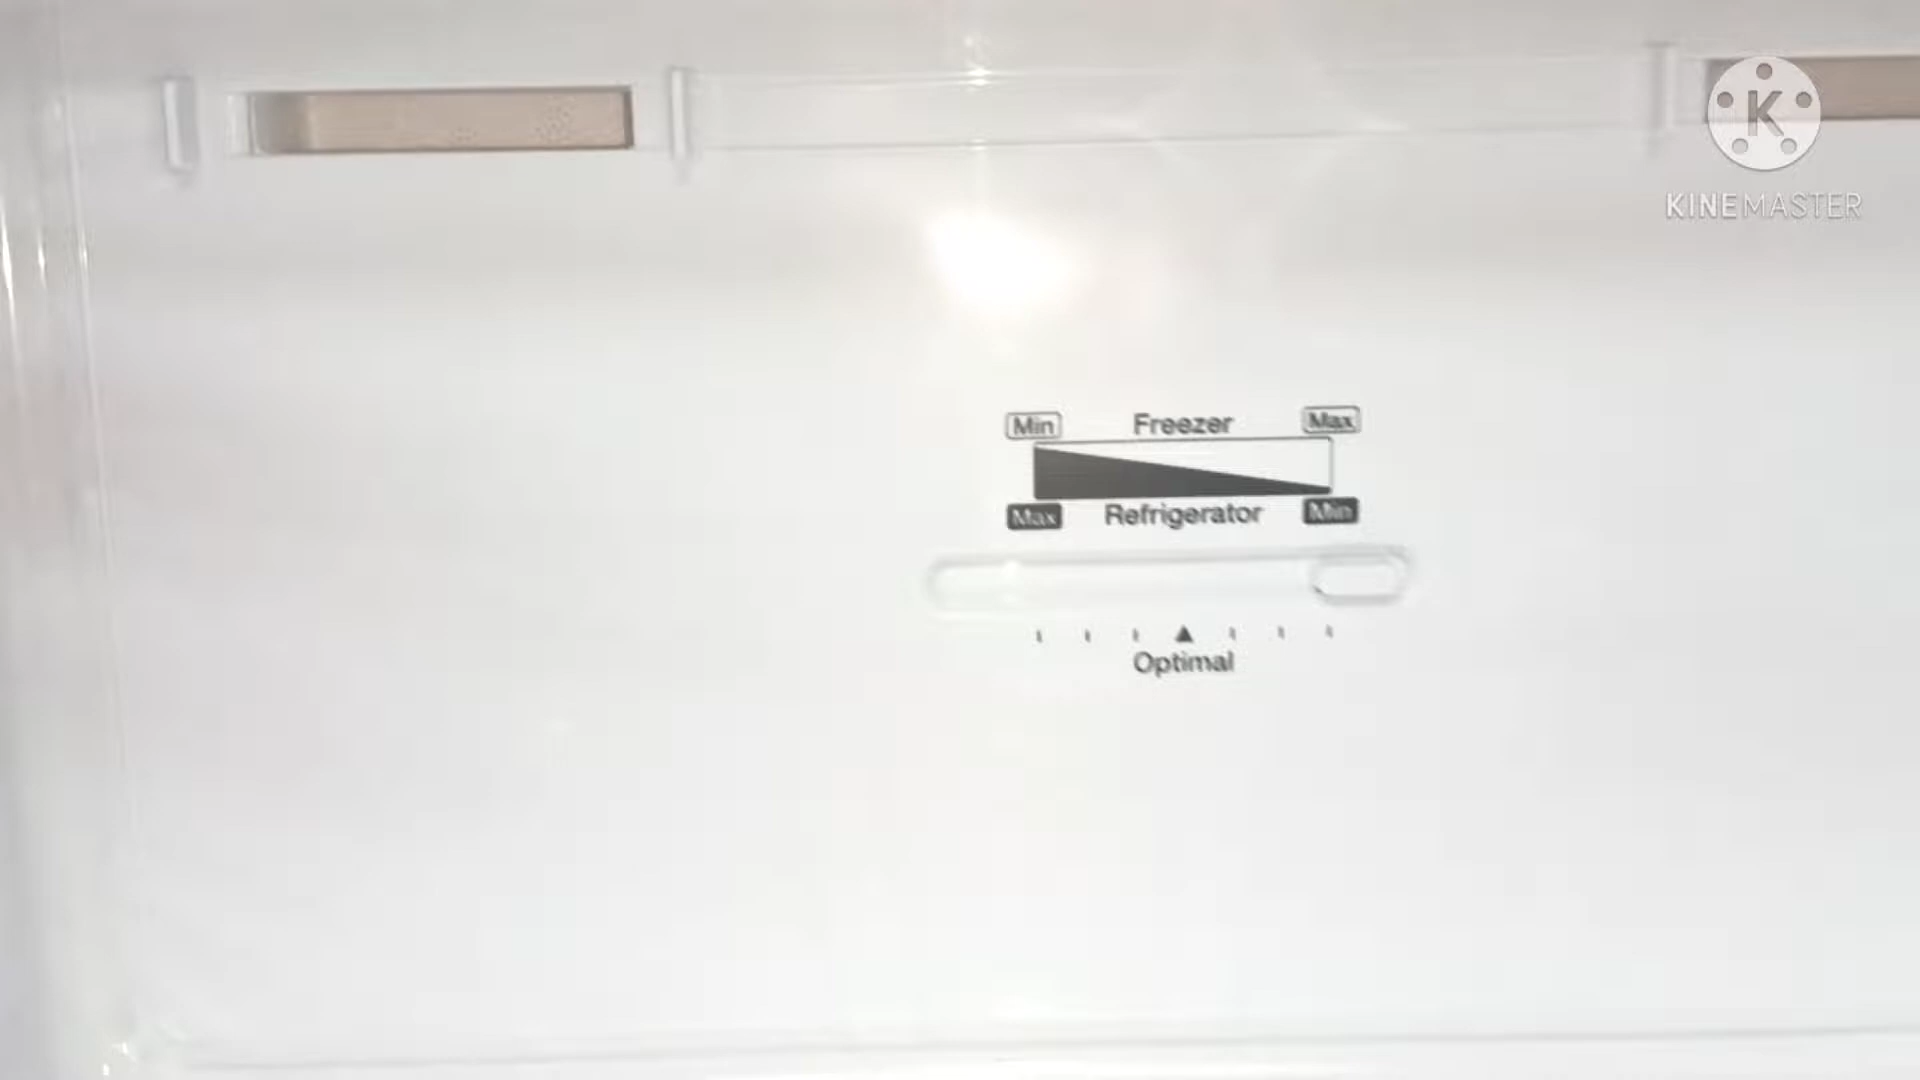 K
KINEMASTER
Min Freezer Max
Max Refrigerator Min
Optimal